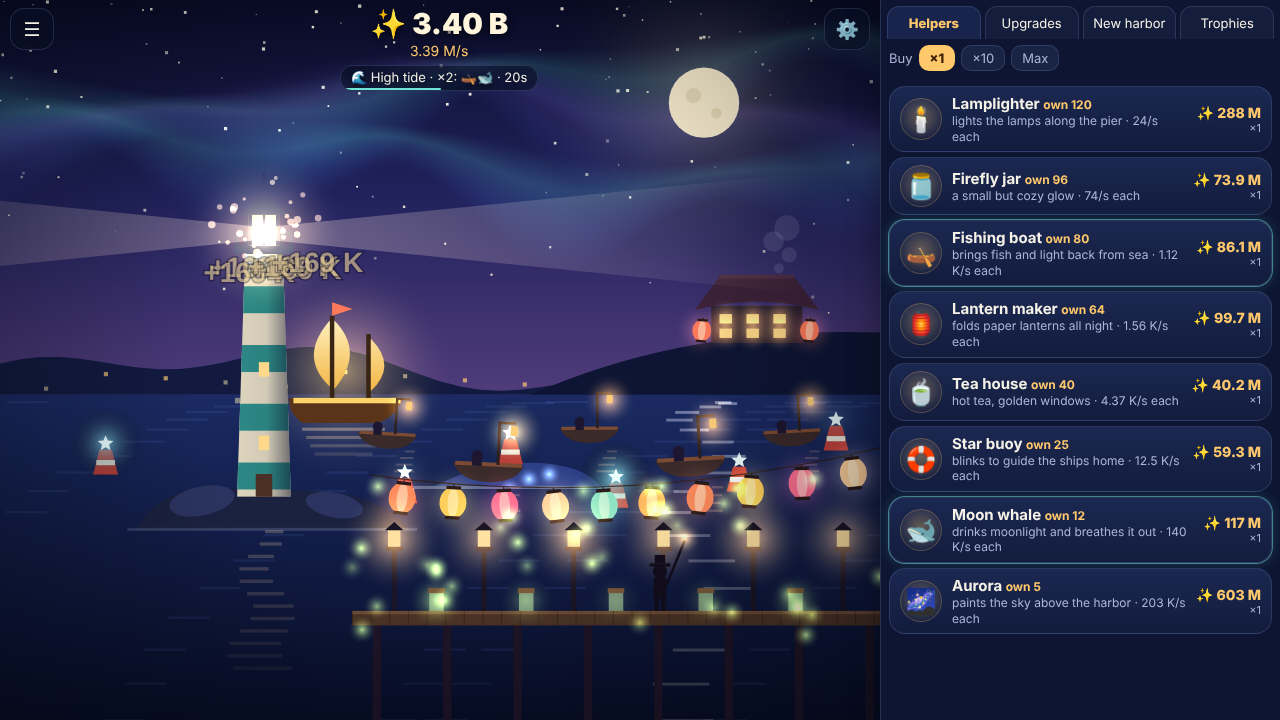 ✨ 3.40 B
3.39 M/s
🌊 High tide · ×2: 🛶🐋 · 20s
+169 K
Helpers
Upgrades
New harbor
Trophies
Buy
×1
×10
Max
Lamplighter own 120
lights the lamps along the pier · 24/s
each
✨ 288 M
×1
Firefly jar own 96
a small but cozy glow · 74/s each
✨ 73.9 M
×1
Fishing boat own 80
brings fish and light back from sea · 1.12
K/s each
✨ 86.1 M
×1
Lantern maker own 64
folds paper lanterns all night · 1.56 K/s
each
✨ 99.7 M
×1
Tea house own 40
hot tea, golden windows · 4.37 K/s each
✨ 40.2 M
×1
Star buoy own 25
blinks to guide the ships home · 12.5 K/s
each
✨ 59.3 M
×1
Moon whale own 12
drinks moonlight and breathes it out · 140
K/s each
✨ 117 M
×1
Aurora own 5
paints the sky above the harbor · 203 K/s
each
✨ 603 M
×1